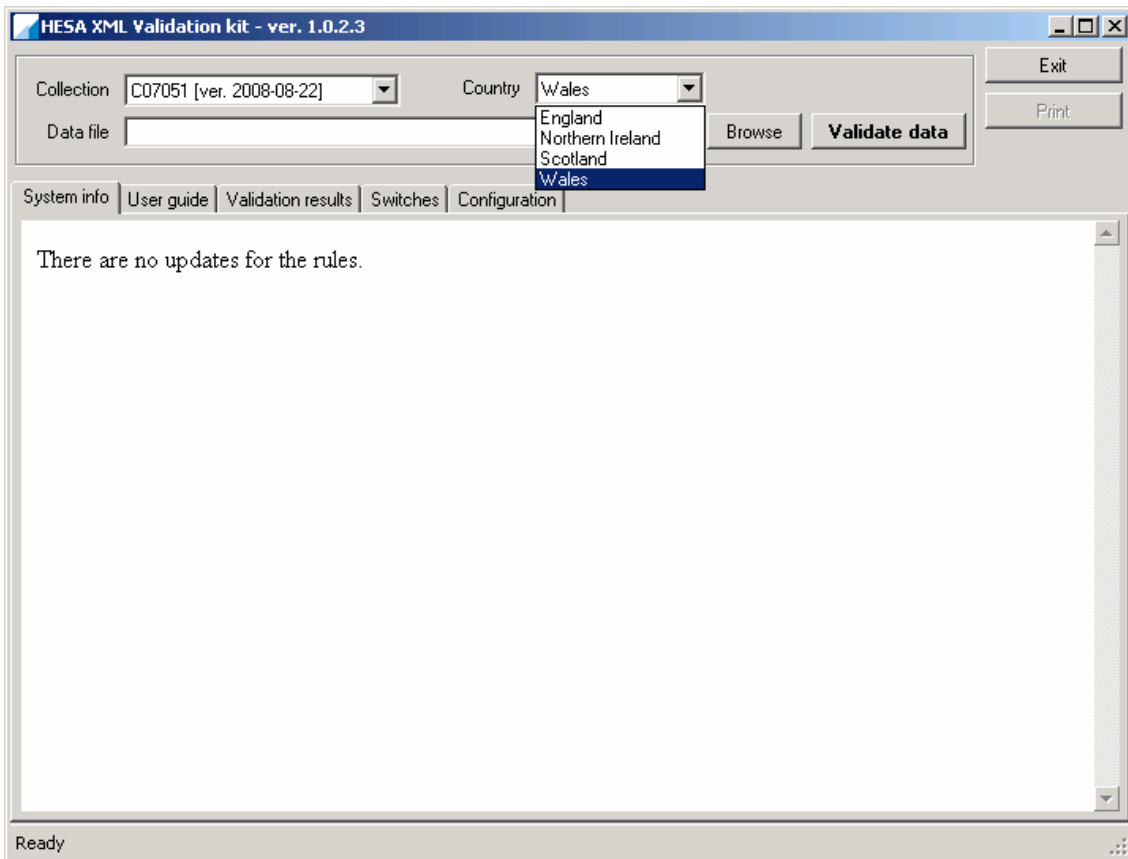 HESA XML Validation kit - ver. 1.0.2.3
Collection C07051 [ver. 2008-08-22] Country Wales
Exit
Print
Data file Browse Validate data
England
Northern Ireland
Scotland
Wales
System info User guide Validation results Switches Configuration
There are no updates for the rules.
Ready